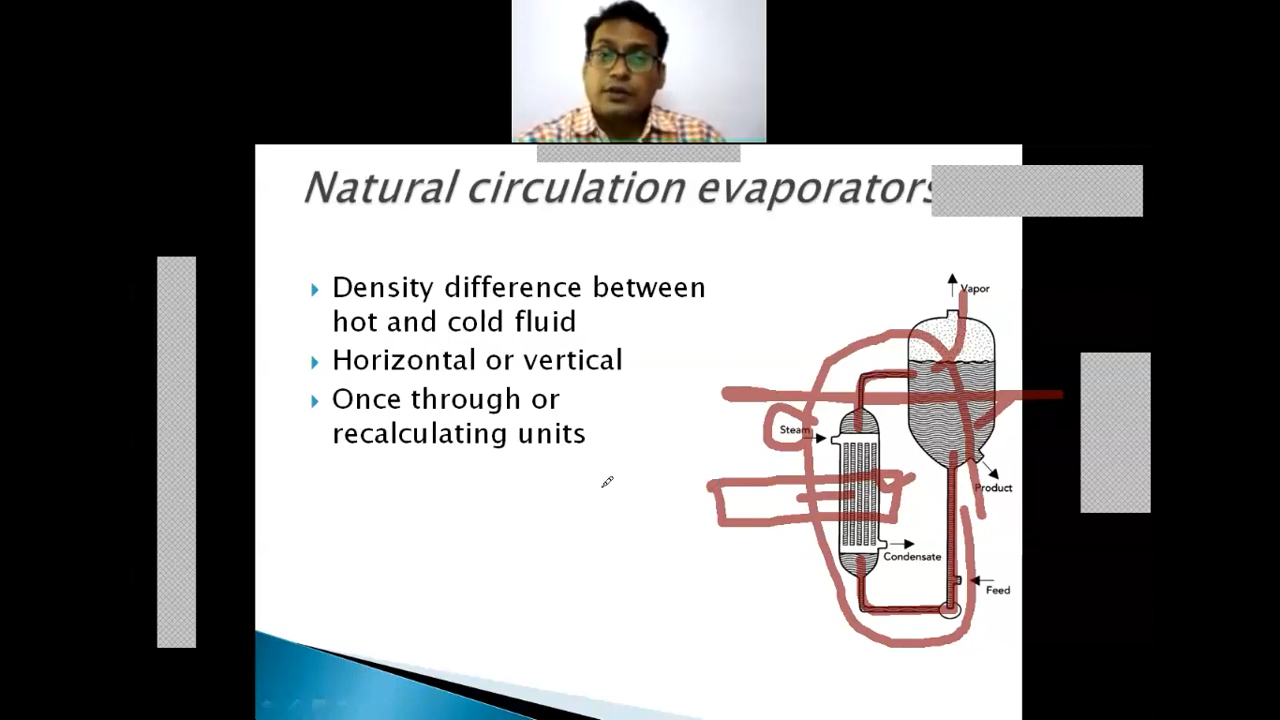 Natural circulation evaporators
Density difference between
hot and cold fluid
Horizontal or vertical
Once through or
recalculating units
Vapor
Steam
Product
Condensate
Feed